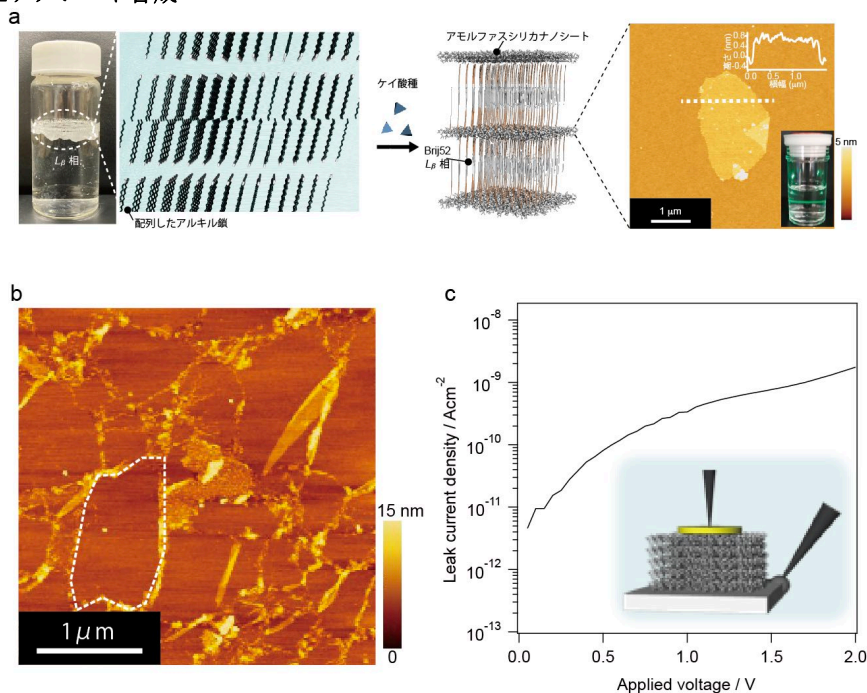 a
アモルファスシリカナノシート
ケイ酸種
Lβ 相
Brij52
Lβ 相
配列したアルキル鎖
高さ (nm)
0.8
0.4
0
-0.4
0 0.5 1.0
横幅 (μm)
5 nm
1 μm
b
15 nm
0
1μm
c
Leak current density / Acm-2
10-8
10-9
10-10
10-11
10-12
10-13
0.0 0.5 1.0 1.5 2.0
Applied voltage / V